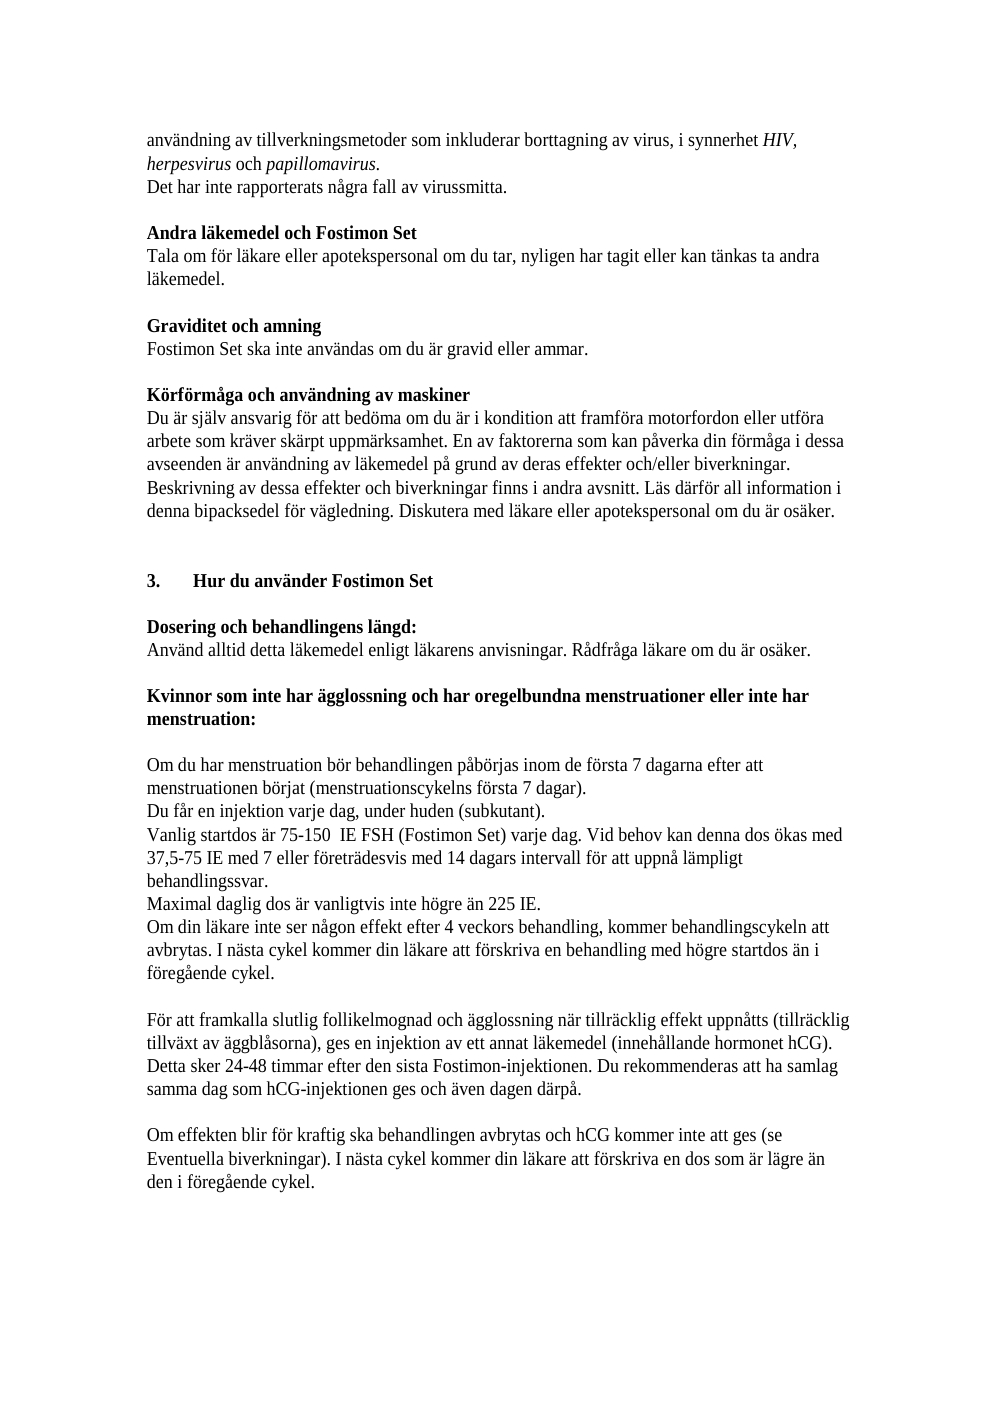 användning av tillverkningsmetoder som inkluderar borttagning av virus, i synnerhet HIV,
herpesvirus och papillomavirus.
Det har inte rapporterats några fall av virussmitta.
Andra läkemedel och Fostimon Set
Tala om för läkare eller apotekspersonal om du tar, nyligen har tagit eller kan tänkas ta andra
läkemedel.
Graviditet och amning
Fostimon Set ska inte användas om du är gravid eller ammar.
Körförmåga och användning av maskiner
Du är själv ansvarig för att bedöma om du är i kondition att framföra motorfordon eller utföra
arbete som kräver skärpt uppmärksamhet. En av faktorerna som kan påverka din förmåga i dessa
avseenden är användning av läkemedel på grund av deras effekter och/eller biverkningar.
Beskrivning av dessa effekter och biverkningar finns i andra avsnitt. Läs därför all information i
denna bipacksedel för vägledning. Diskutera med läkare eller apotekspersonal om du är osäker.
3. Hur du använder Fostimon Set
Dosering och behandlingens längd:
Använd alltid detta läkemedel enligt läkarens anvisningar. Rådfråga läkare om du är osäker.
Kvinnor som inte har ägglossning och har oregelbundna menstruationer eller inte har
menstruation:
Om du har menstruation bör behandlingen påbörjas inom de första 7 dagarna efter att
menstruationen börjat (menstruationscykelns första 7 dagar).
Du får en injektion varje dag, under huden (subkutant).
Vanlig startdos är 75-150  IE FSH (Fostimon Set) varje dag. Vid behov kan denna dos ökas med
37,5-75 IE med 7 eller företrädesvis med 14 dagars intervall för att uppnå lämpligt
behandlingssvar.
Maximal daglig dos är vanligtvis inte högre än 225 IE.
Om din läkare inte ser någon effekt efter 4 veckors behandling, kommer behandlingscykeln att
avbrytas. I nästa cykel kommer din läkare att förskriva en behandling med högre startdos än i
föregående cykel.
För att framkalla slutlig follikelmognad och ägglossning när tillräcklig effekt uppnåtts (tillräcklig
tillväxt av äggblåsorna), ges en injektion av ett annat läkemedel (innehållande hormonet hCG).
Detta sker 24-48 timmar efter den sista Fostimon-injektionen. Du rekommenderas att ha samlag
samma dag som hCG-injektionen ges och även dagen därpå.
Om effekten blir för kraftig ska behandlingen avbrytas och hCG kommer inte att ges (se
Eventuella biverkningar). I nästa cykel kommer din läkare att förskriva en dos som är lägre än
den i föregående cykel.